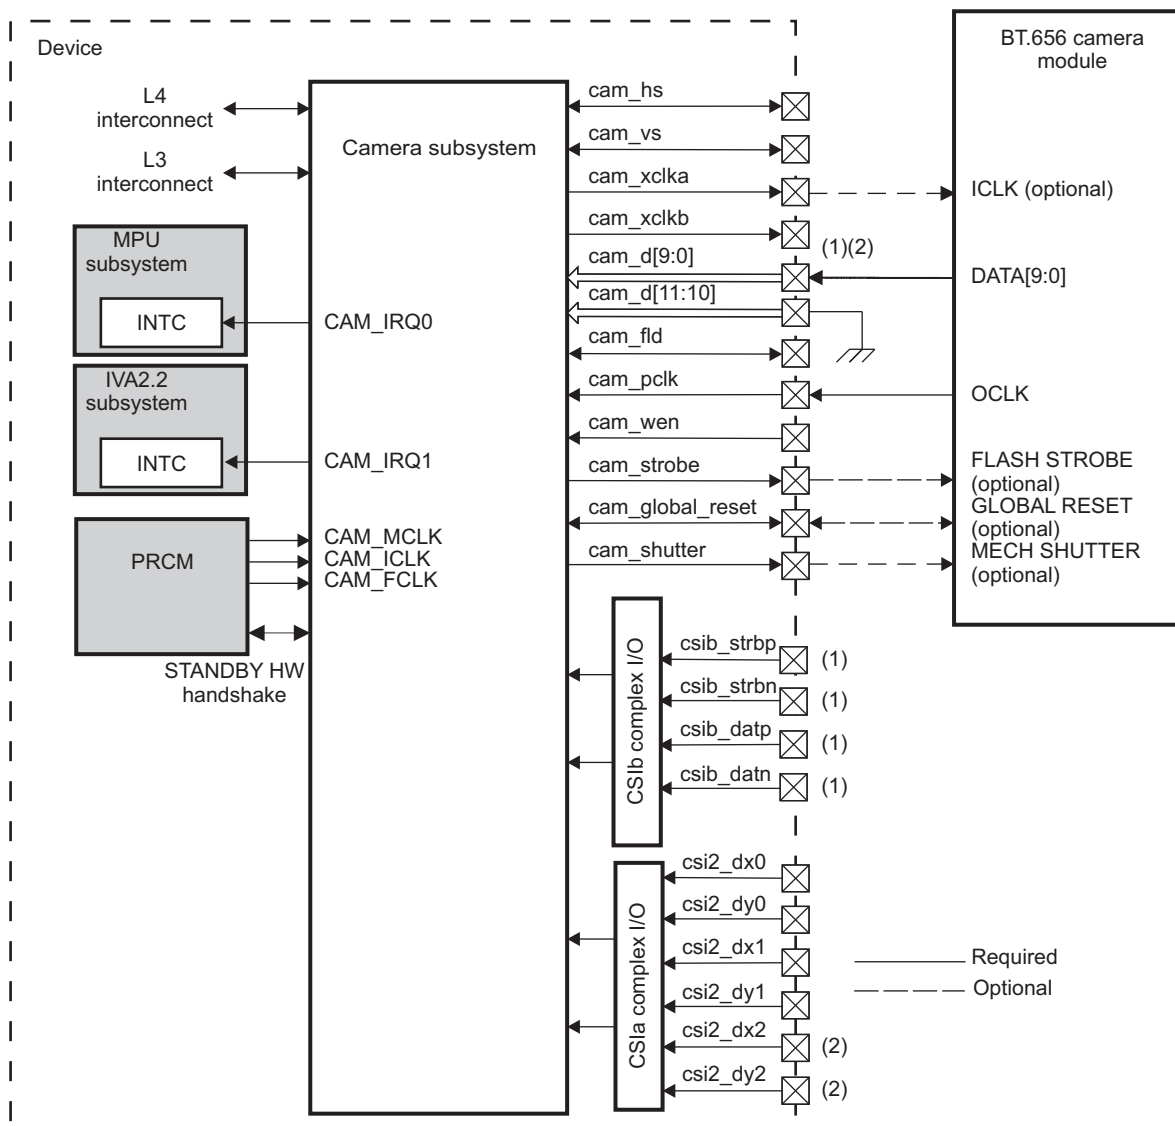 Device
L4
interconnect
L3
interconnect
MPU
subsystem
INTC
IVA2.2
subsystem
INTC
PRCM
STANDBY HW
handshake
Camera subsystem
CAM_IRQ0
CAM_IRQ1
CAM_MCLK
CAM_ICLK
CAM_FCLK
cam_hs
cam_vs
cam_xclka
cam_xclkb
cam_d[9:0]
(1)(2)
cam_d[11:10]
cam_fld
cam_pclk
cam_wen
cam_strobe
cam_global_reset
cam_shutter
BT.656 camera
module
ICLK (optional)
DATA[9:0]
OCLK
FLASH STROBE
(optional)
GLOBAL RESET
(optional)
MECH SHUTTER
(optional)
CSIb complex I/O
csib_strbp
(1)
csib_strbn
(1)
csib_datp
(1)
csib_datn
(1)
CSIa complex I/O
csi2_dx0
csi2_dy0
csi2_dx1
csi2_dy1
csi2_dx2
(2)
csi2_dy2
(2)
Required
Optional